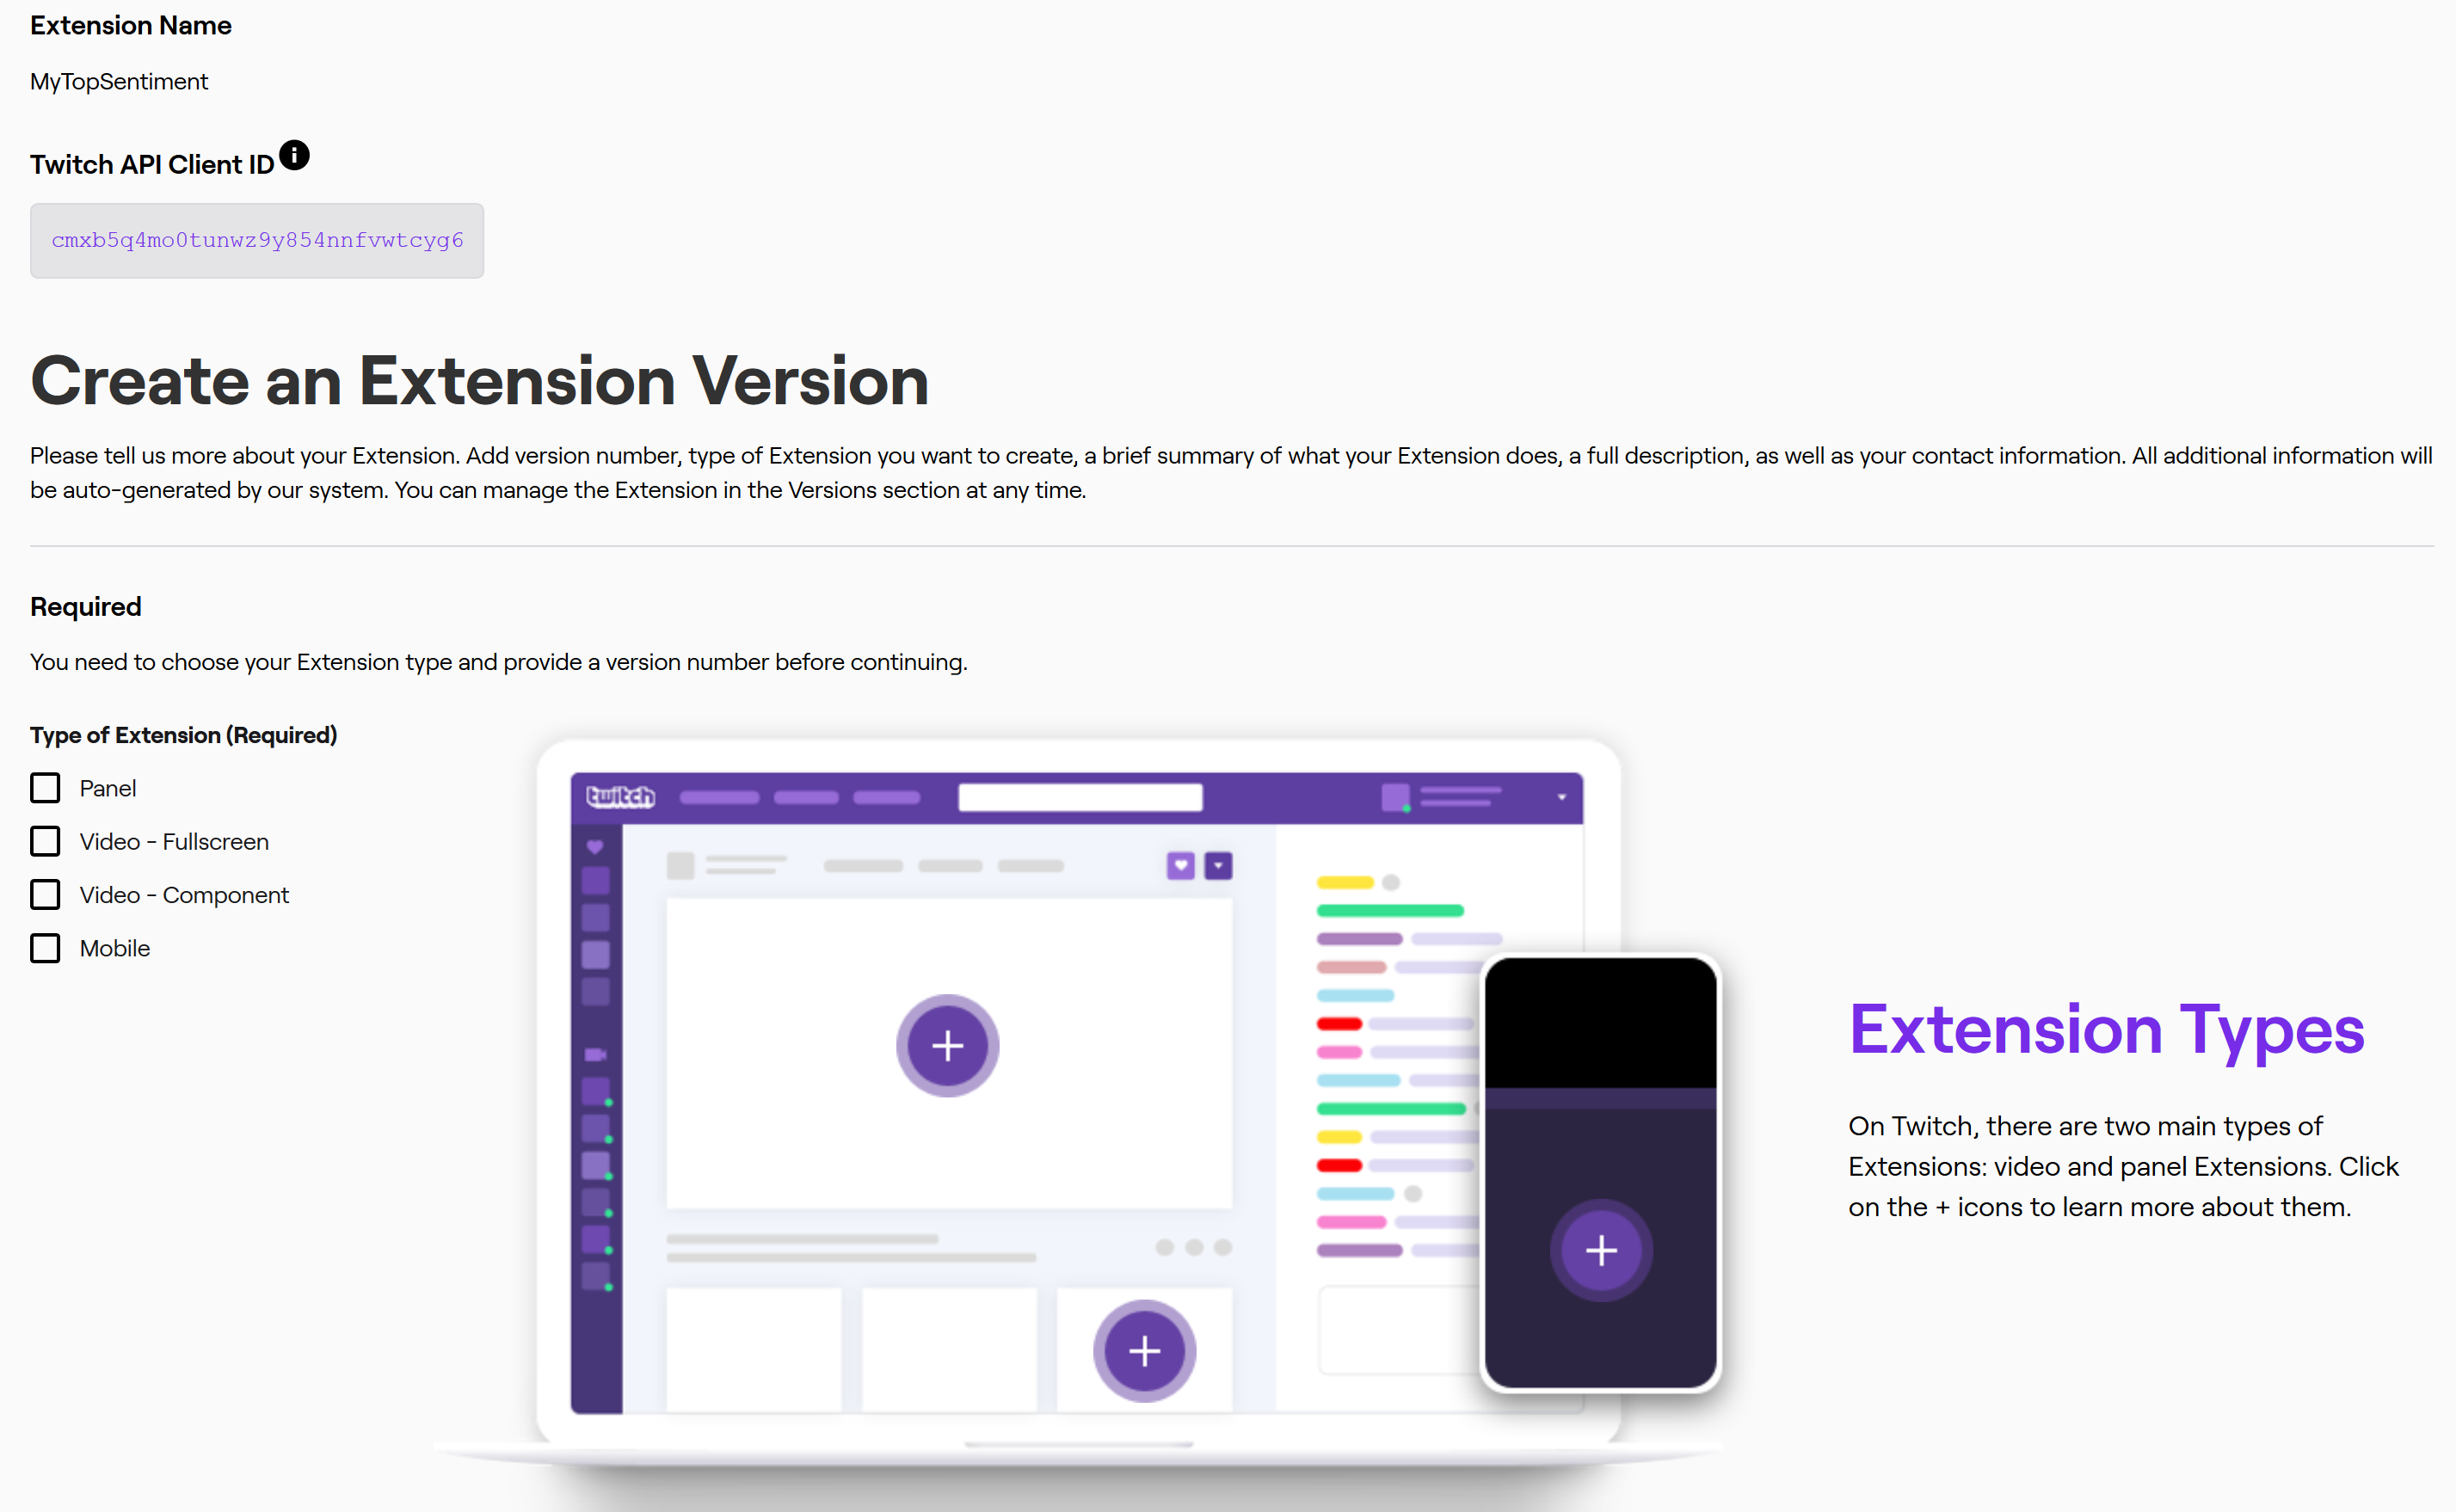 Extension Name
MyTopSentiment
Twitch API Client ID
cmxb5q4mo0tunwz9y854nnfvwtcyg6
Create an Extension Version
Please tell us more about your Extension. Add version number, type of Extension you want to create, a brief summary of what your Extension does, a full description, as well as your contact information. All additional information will
be auto-generated by our system. You can manage the Extension in the Versions section at any time.
Required
You need to choose your Extension type and provide a version number before continuing.
Type of Extension (Required)
Panel
Video - Fullscreen
Video - Component
Mobile
twitch
Extension Types
On Twitch, there are two main types of
Extensions: video and panel Extensions. Click
on the + icons to learn more about them.